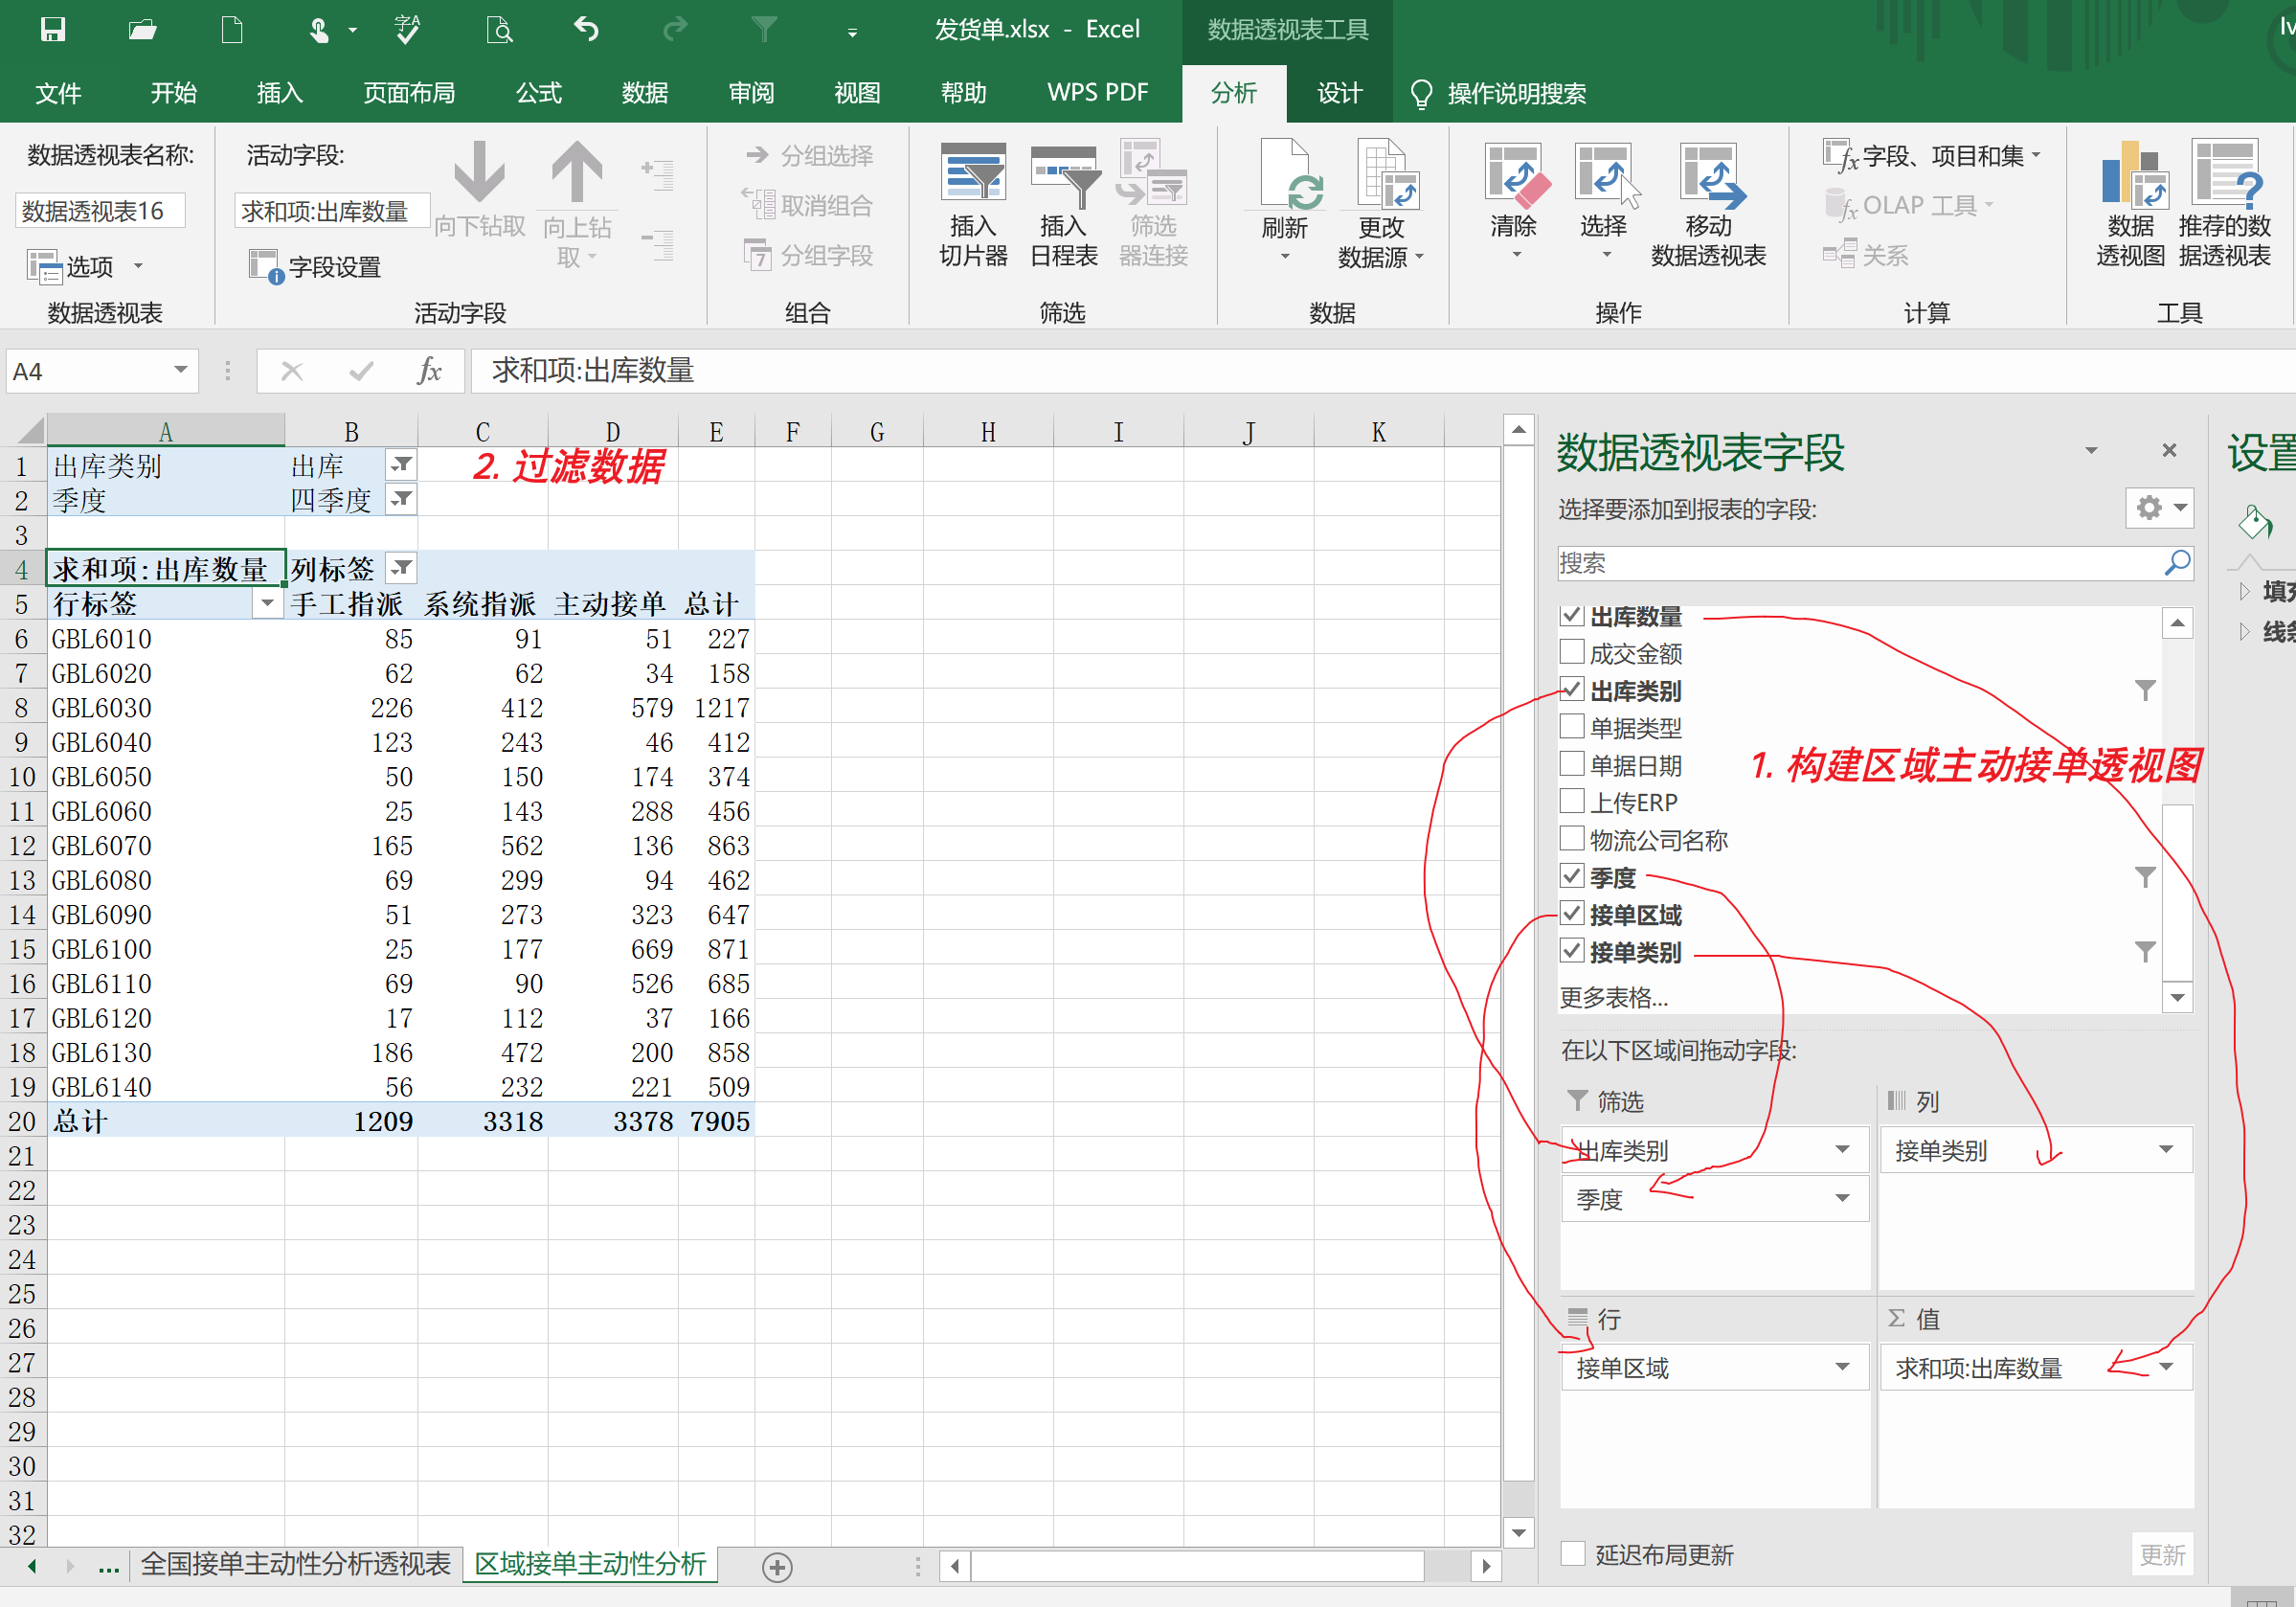 发货单.xlsx - Excel
数据透视表工具
文件 开始 插入 页面布局 公式 数据 审阅 视图 帮助 WPS PDF 分析 设计 操作说明搜索
数据透视表名称:
数据透视表16
选项
数据透视表
活动字段:
求和项:出库数量
字段设置
向下钻取
向上钻取
活动字段
分组选择
取消组合
分组字段
组合
插入切片器
插入日程表
筛选器连接
筛选
刷新
更改数据源
数据
清除
选择
移动数据透视表
操作
字段、项目和集
OLAP 工具
关系
计算
数据透视图
推荐的数据透视表
工具
A4
fx
求和项:出库数量
A B C D E F G H I J K
1 出库类别 出库
2. 过滤数据
2 季度 四季度
3
4 求和项:出库数量 列标签
5 行标签 手工指派 系统指派 主动接单 总计
6 GBL6010 85 91 51 227
7 GBL6020 62 62 34 158
8 GBL6030 226 412 579 1217
9 GBL6040 123 243 46 412
10 GBL6050 50 150 174 374
11 GBL6060 25 143 288 456
12 GBL6070 165 562 136 863
13 GBL6080 69 299 94 462
14 GBL6090 51 273 323 647
15 GBL6100 25 177 669 871
16 GBL6110 69 90 526 685
17 GBL6120 17 112 37 166
18 GBL6130 186 472 200 858
19 GBL6140 56 232 221 509
20 总计 1209 3318 3378 7905
21
22
23
24
25
26
27
28
29
30
31
32
... 全国接单主动性分析透视表 区域接单主动性分析
数据透视表字段
选择要添加到报表的字段:
搜索
出库数量
成交金额
出库类别
单据类型
单据日期
1. 构建区域主动接单透视图
上传ERP
物流公司名称
季度
接单区域
接单类别
更多表格...
在以下区域间拖动字段:
筛选
出库类别
季度
列
接单类别
行
接单区域
Σ 值
求和项:出库数量
延迟布局更新
更新
设置